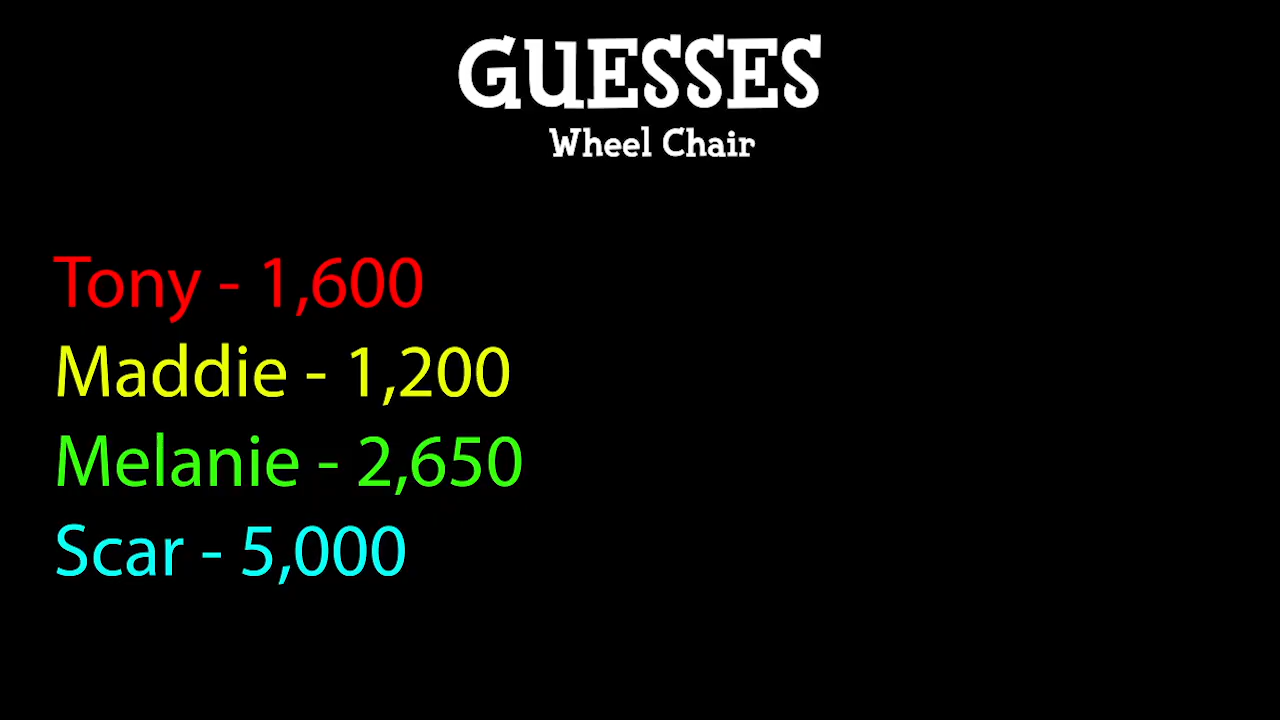 GUESSES
Wheel Chair
Tony - 1,600
Maddie - 1,200
Melanie - 2,650
Scar - 5,000